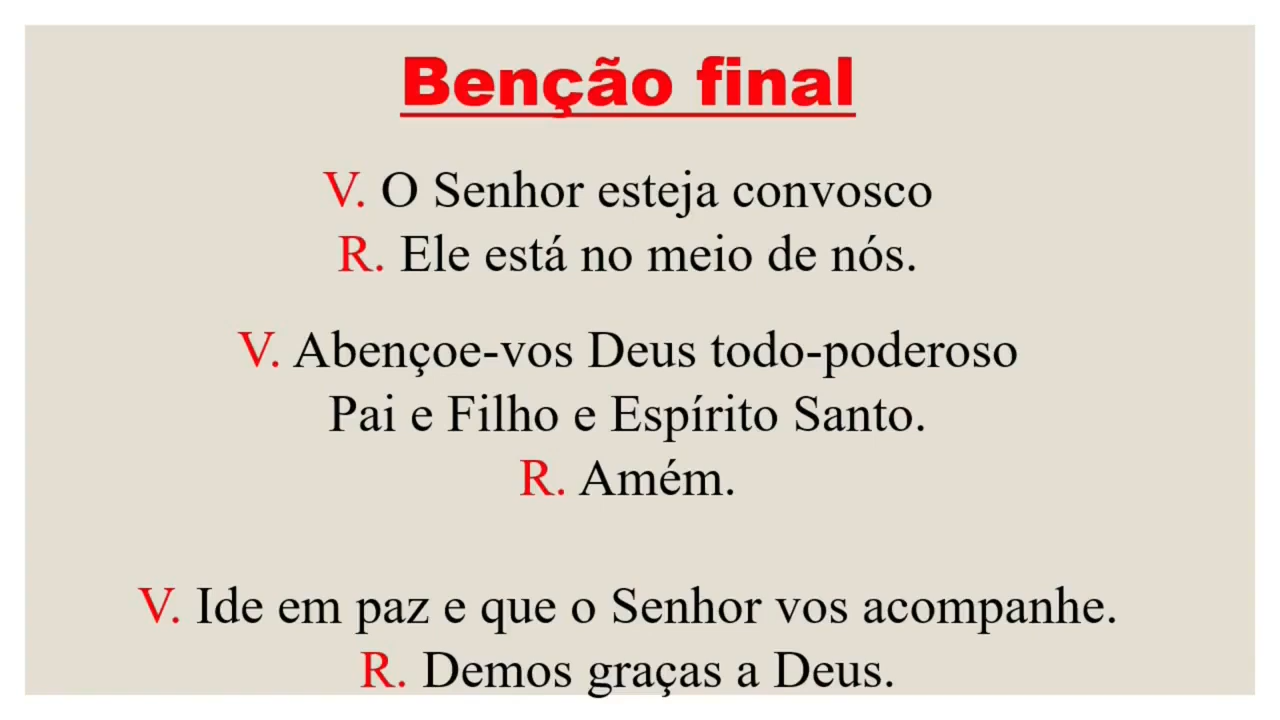 Benção final
V. O Senhor esteja convosco
R. Ele está no meio de nós.
V. Abençoe-vos Deus todo-poderoso
Pai e Filho e Espírito Santo.
R. Amém.
V. Ide em paz e que o Senhor vos acompanhe.
R. Demos graças a Deus.